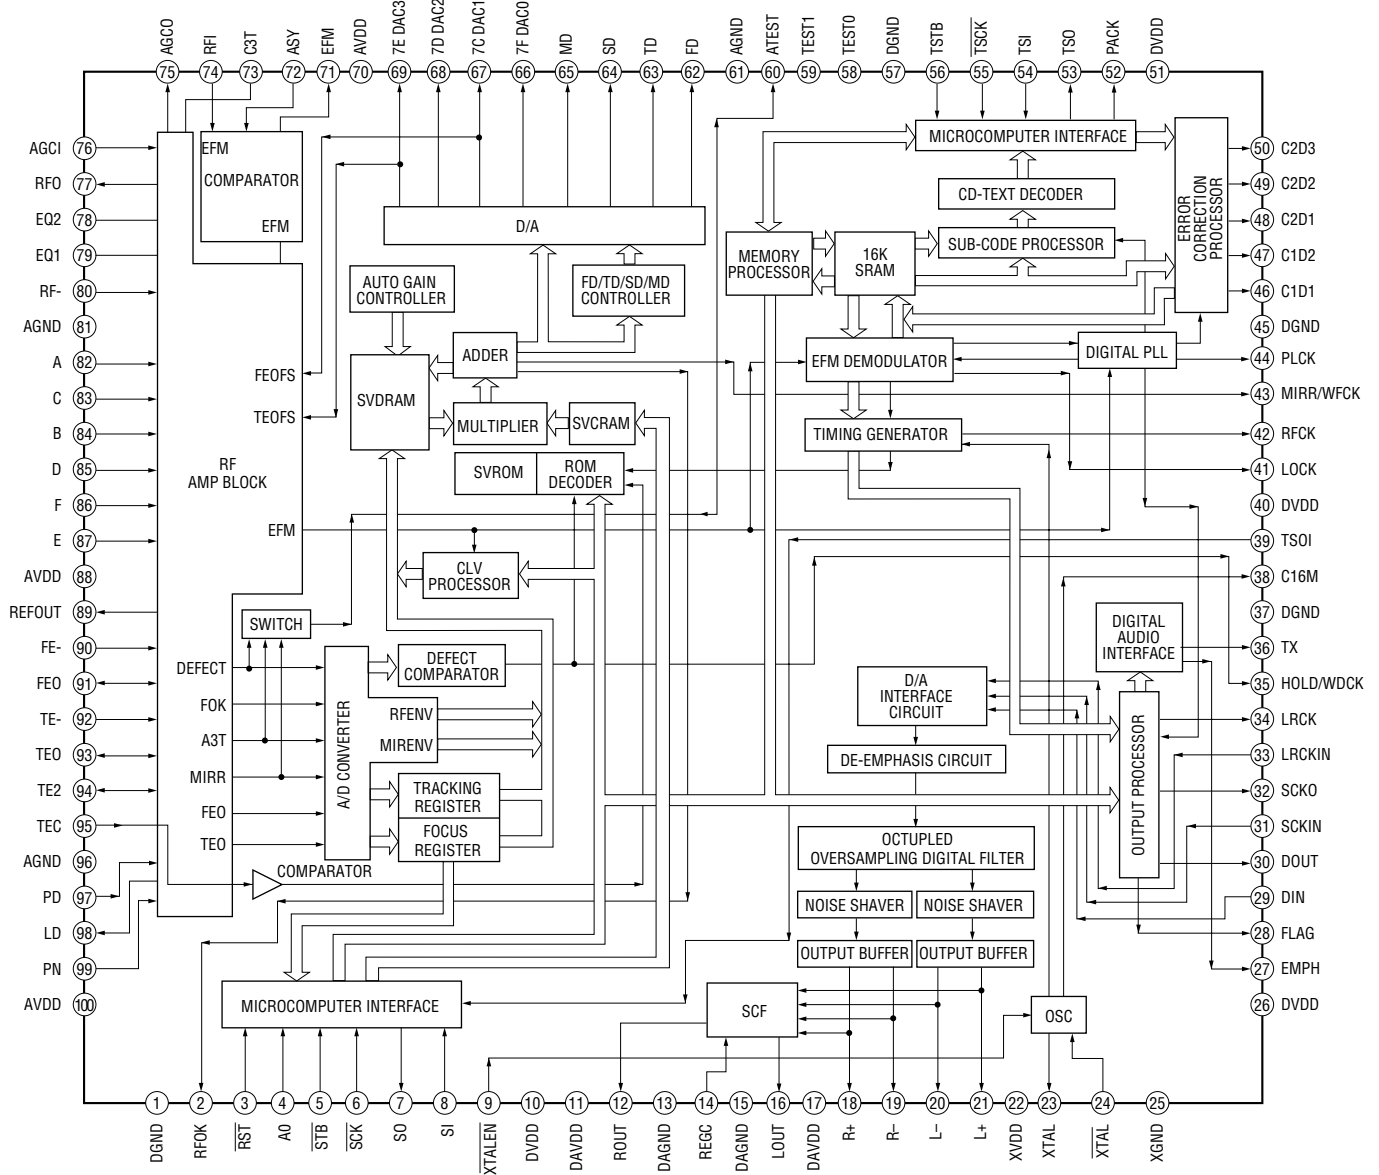 AGCO
RFI
C3T
ASY
EFM
AVDD
7E DAC3
7D DAC2
7C DAC1
7F DAC0
MD
SD
TD
FD
AGND
ATEST
TEST1
TEST0
DGND
TSTB
TSCK
TSI
TSO
PACK
DVDD
75
74
73
72
71
70
69
68
67
66
65
64
63
62
61
60
59
58
57
56
55
54
53
52
51
AGCI 76
RFO 77
EQ2 78
EQ1 79
RF- 80
AGND 81
A 82
C 83
B 84
D 85
F 86
E 87
AVDD 88
REFOUT 89
FE- 90
FEO 91
TE- 92
TEO 93
TE2 94
TEC 95
AGND 96
PD 97
LD 98
PN 99
AVDD 100
EFM
COMPARATOR
EFM
RF
AMP BLOCK
FEOFS
TEOFS
EFM
DEFECT
FOK
A3T
MIRR
FEO
TEO
SWITCH
COMPARATOR
A/D CONVERTER
DEFECT
COMPARATOR
RFENV
MIRENV
TRACKING
REGISTER
FOCUS
REGISTER
MICROCOMPUTER INTERFACE
D/A
AUTO GAIN
CONTROLLER
FD/TD/SD/MD
CONTROLLER
ADDER
SVDRAM
MULTIPLIER
SVCRAM
SVROM
ROM
DECODER
CLV
PROCESSOR
MICROCOMPUTER INTERFACE
CD-TEXT DECODER
SUB-CODE PROCESSOR
MEMORY
PROCESSOR
16K
SRAM
ERROR
CORRECTION
PROCESSOR
EFM DEMODULATOR
DIGITAL PLL
TIMING GENERATOR
DIGITAL
AUDIO
INTERFACE
D/A
INTERFACE
CIRCUIT
DE-EMPHASIS CIRCUIT
OUTPUT PROCESSOR
OCTUPLED
OVERSAMPLING DIGITAL FILTER
NOISE SHAVER
NOISE SHAVER
OUTPUT BUFFER
OUTPUT BUFFER
SCF
OSC
50 C2D3
49 C2D2
48 C2D1
47 C1D2
46 C1D1
45 DGND
44 PLCK
43 MIRR/WFCK
42 RFCK
41 LOCK
40 DVDD
39 TSOI
38 C16M
37 DGND
36 TX
35 HOLD/WDCK
34 LRCK
33 LRCKIN
32 SCKO
31 SCKIN
30 DOUT
29 DIN
28 FLAG
27 EMPH
26 DVDD
1
2
3
4
5
6
7
8
9
10
11
12
13
14
15
16
17
18
19
20
21
22
23
24
25
DGND
RFOK
RST
A0
STB
SCK
SO
SI
XTALEN
DVDD
DAVDD
ROUT
DAGND
REGC
DAGND
LOUT
DAVDD
R+
R−
L−
L+
XVDD
XTAL
XTAL
XGND